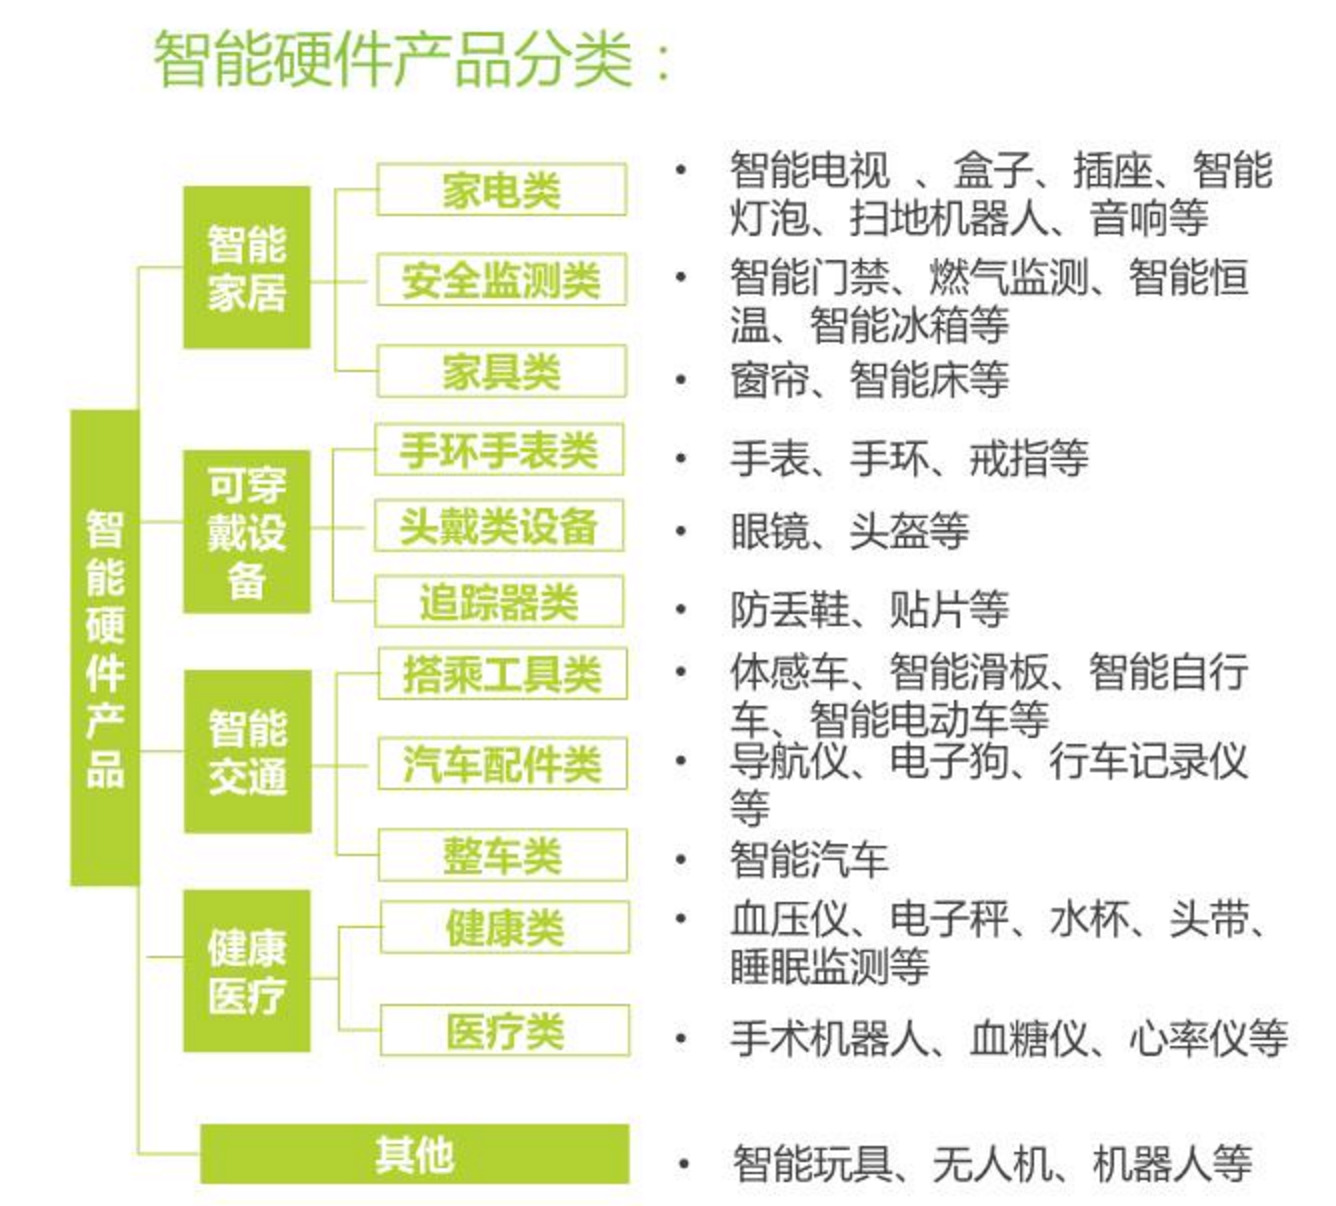 智能硬件产品分类：
智能硬件产品
智能
家居
家电类
• 智能电视 、盒子、插座、智能
灯泡、扫地机器人、音响等
安全监测类
• 智能门禁、燃气监测、智能恒
温、智能冰箱等
家具类
• 窗帘、智能床等
可穿
戴设
备
手环手表类
• 手表、手环、戒指等
头戴类设备
• 眼镜、头盔等
追踪器类
• 防丢鞋、贴片等
智能
交通
搭乘工具类
• 体感车、智能滑板、智能自行
车、智能电动车等
汽车配件类
• 导航仪、电子狗、行车记录仪
等
整车类
• 智能汽车
健康
医疗
健康类
• 血压仪、电子秤、水杯、头带、
睡眠监测等
医疗类
• 手术机器人、血糖仪、心率仪等
其他
• 智能玩具、无人机、机器人等